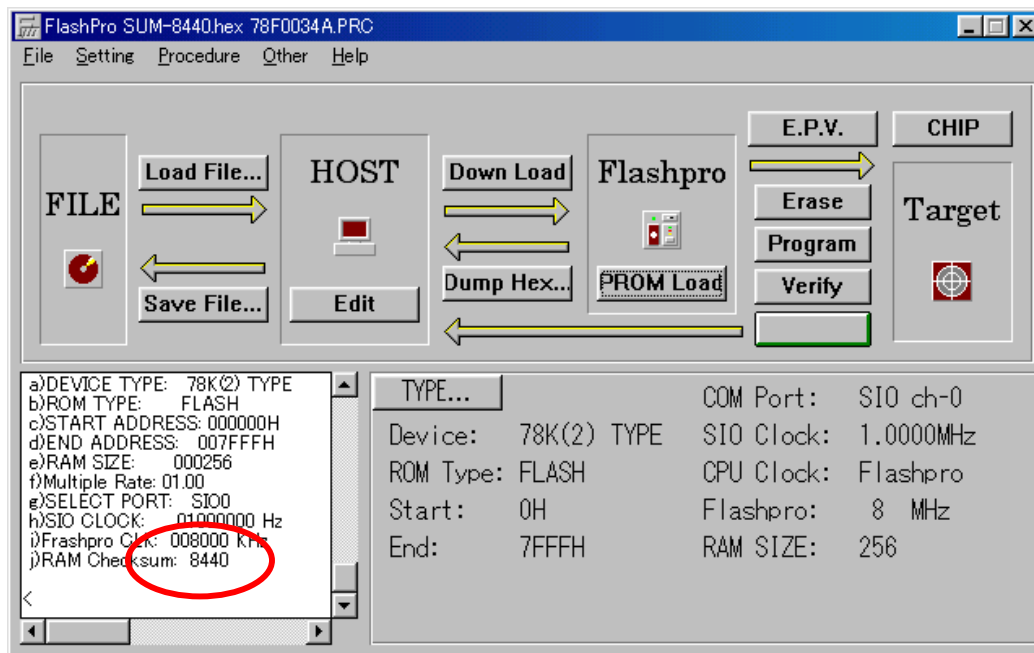 FlashPro SUM-8440.hex 78F0034A.PRC
File Setting Procedure Other Help
E.P.V. CHIP
Load File... HOST Down Load Flashpro
FILE Erase Target
Program
Dump Hex... PROM Load Verify
Save File... Edit
a)DEVICE TYPE: 78K(2) TYPE
b)ROM TYPE: FLASH
c)START ADDRESS: 000000H
d)END ADDRESS: 007FFFH
e)RAM SIZE: 000256
f)Multiple Rate: 01.00
g)SELECT PORT: SIO0
h)SIO CLOCK: 01000000 Hz
i)Frashpro CLK: 008000 KHz
j)RAM Checksum: 8440
<
TYPE... COM Port: SIO ch-0
Device: 78K(2) TYPE SIO Clock: 1.0000MHz
ROM Type: FLASH CPU Clock: Flashpro
Start: 0H Flashpro: 8 MHz
End: 7FFFH RAM SIZE: 256